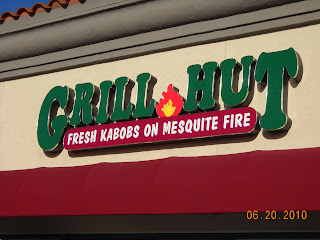 GRILL HUT
FRESH KABOBS ON MESQUITE FIRE
06.20.2010